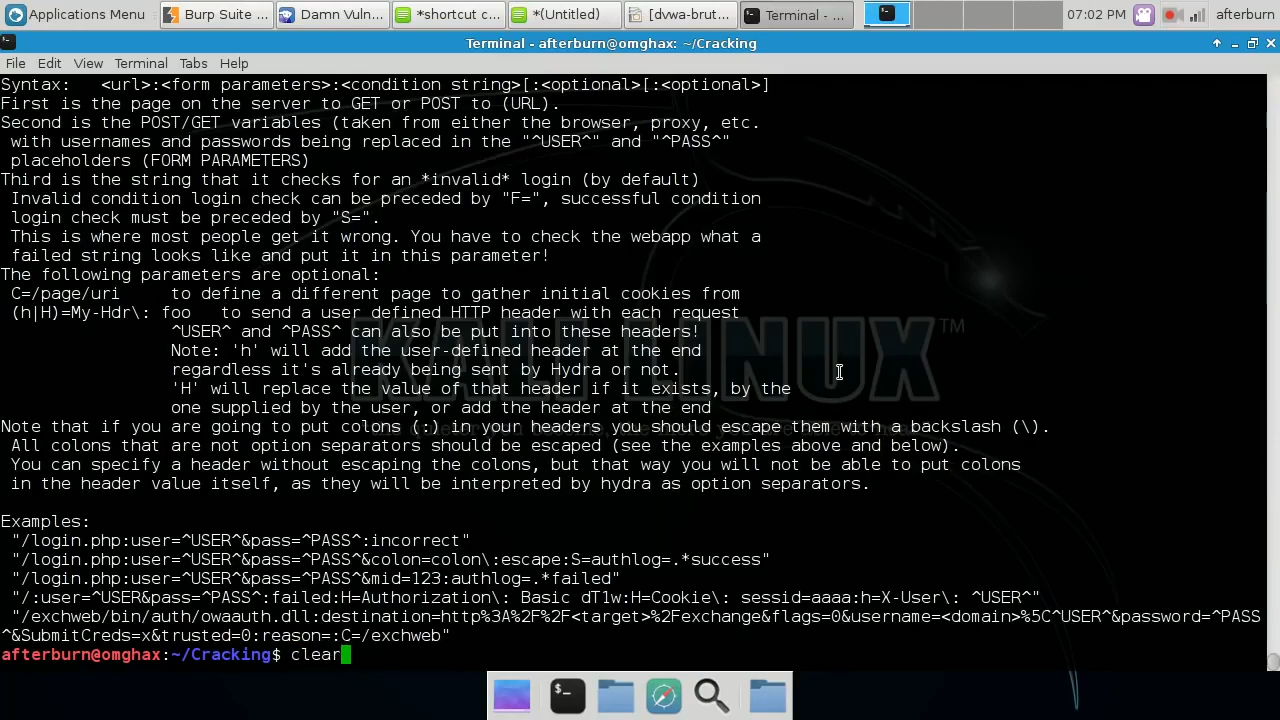 Applications Menu
Burp Suite ...
Damn Vuln...
*shortcut c...
*(Untitled)
[dvwa-brut...
Terminal - ...
07:02 PM
afterburn
Terminal - afterburn@omghax: ~/Cracking
File Edit View Terminal Tabs Help
Syntax:   <url>:<form parameters>:<condition string>[:<optional>[:<optional>]
First is the page on the server to GET or POST to (URL).
Second is the POST/GET variables (taken from either the browser, proxy, etc.
 with usernames and passwords being replaced in the "^USER^" and "^PASS^"
 placeholders (FORM PARAMETERS)
Third is the string that it checks for an *invalid* login (by default)
 Invalid condition login check can be preceded by "F=", successful condition
 login check must be preceded by "S=".
 This is where most people get it wrong. You have to check the webapp what a
 failed string looks like and put it in this parameter!
The following parameters are optional:
 C=/page/uri     to define a different page to gather initial cookies from
 (h|H)=My-Hdr\: foo   to send a user defined HTTP header with each request
                 ^USER^ and ^PASS^ can also be put into these headers!
                 Note: 'h' will add the user-defined header at the end
                 regardless it's already being sent by Hydra or not.
                 'H' will replace the value of that header if it exists, by the
                 one supplied by the user, or add the header at the end
Note that if you are going to put colons (:) in your headers you should escape them with a backslash (\).
 All colons that are not option separators should be escaped (see the examples above and below).
 You can specify a header without escaping the colons, but that way you will not be able to put colons
 in the header value itself, as they will be interpreted by hydra as option separators.
Examples:
 "/login.php:user=^USER^&pass=^PASS^:incorrect"
 "/login.php:user=^USER^&pass=^PASS^&colon=colon\:escape:S=authlog=.*success"
 "/login.php:user=^USER^&pass=^PASS^&mid=123:authlog=.*failed"
 "/:user=^USER&pass=^PASS^:failed:H=Authorization\: Basic dT1w:H=Cookie\: sessid=aaaa:h=X-User\: ^USER^"
 "/exchweb/bin/auth/owaauth.dll:destination=http%3A%2F%2F<target>%2Fexchange&flags=0&username=<domain>%5C^USER^&password=^PASS
^&SubmitCreds=x&trusted=0:reason=:C=/exchweb"
afterburn@omghax:~/Cracking$ clear
KALI LINUX™